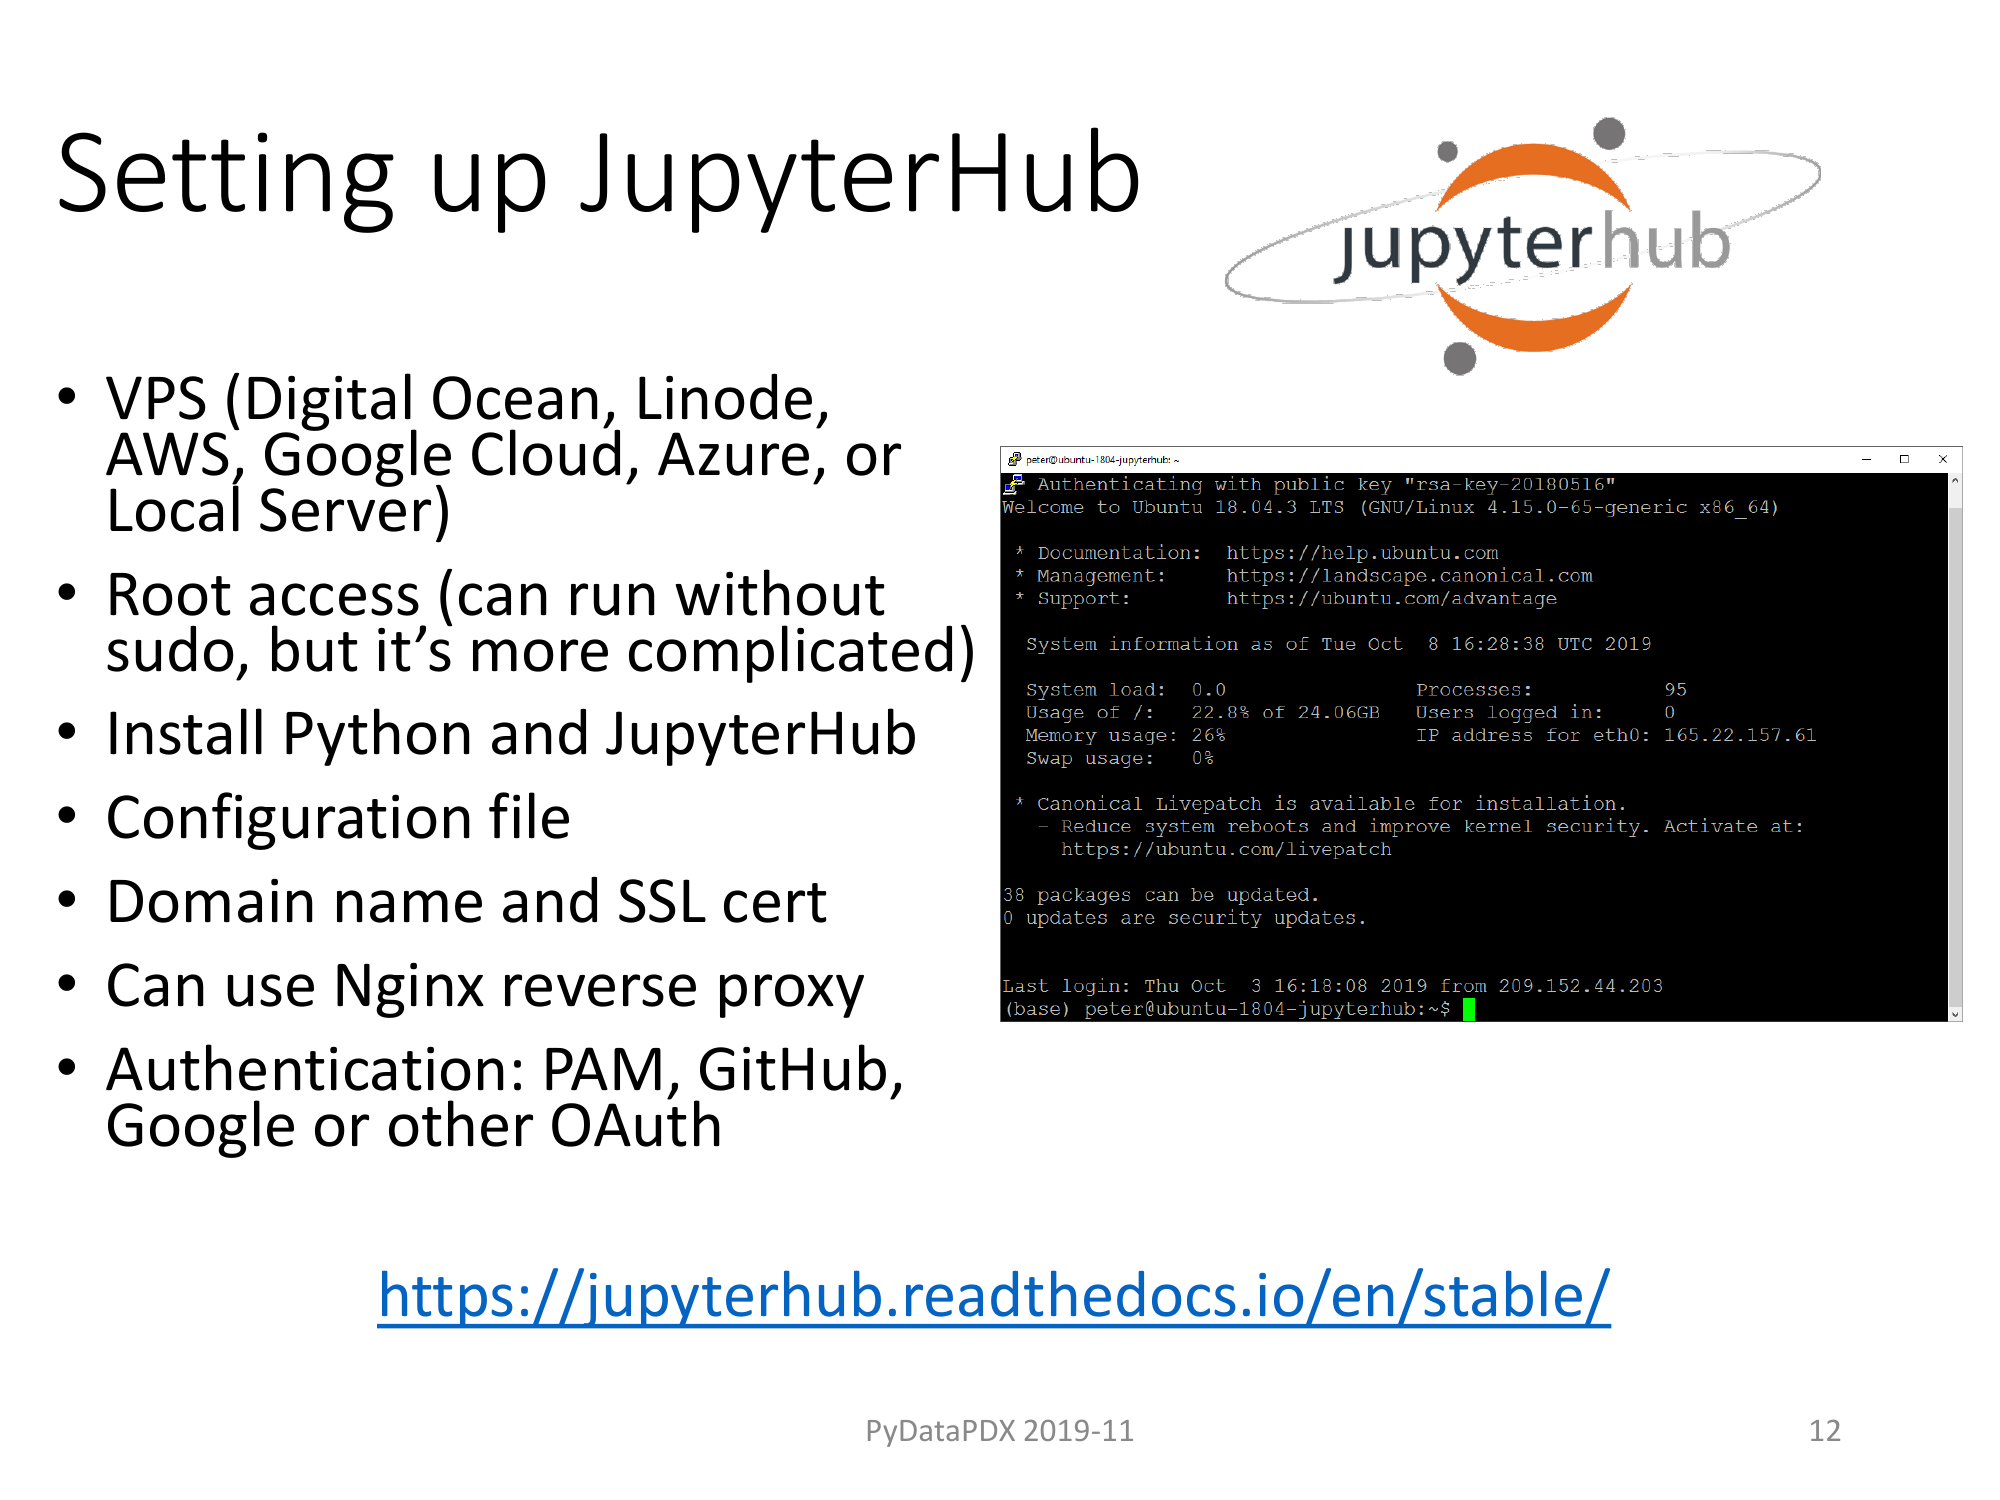 Setting up JupyterHub
jupyterhub
• VPS (Digital Ocean, Linode,
AWS, Google Cloud, Azure, or
Local Server)
• Root access (can run without
sudo, but it’s more complicated)
• Install Python and JupyterHub
• Configuration file
• Domain name and SSL cert
• Can use Nginx reverse proxy
• Authentication: PAM, GitHub,
Google or other OAuth
peter@ubuntu-1804-jupyterhub: ~
Authenticating with public key "rsa-key-20180516"
Welcome to Ubuntu 18.04.3 LTS (GNU/Linux 4.15.0-65-generic x86_64)
* Documentation:  https://help.ubuntu.com
* Management:     https://landscape.canonical.com
* Support:        https://ubuntu.com/advantage
System information as of Tue Oct  8 16:28:38 UTC 2019
System load:  0.0                Processes:           95
Usage of /:   22.8% of 24.06GB   Users logged in:     0
Memory usage: 26%                IP address for eth0: 165.22.157.61
Swap usage:   0%
* Canonical Livepatch is available for installation.
- Reduce system reboots and improve kernel security. Activate at:
https://ubuntu.com/livepatch
38 packages can be updated.
0 updates are security updates.
Last login: Thu Oct  3 16:18:08 2019 from 209.152.44.203
(base) peter@ubuntu-1804-jupyterhub:~$
https://jupyterhub.readthedocs.io/en/stable/
PyDataPDX 2019-11
12